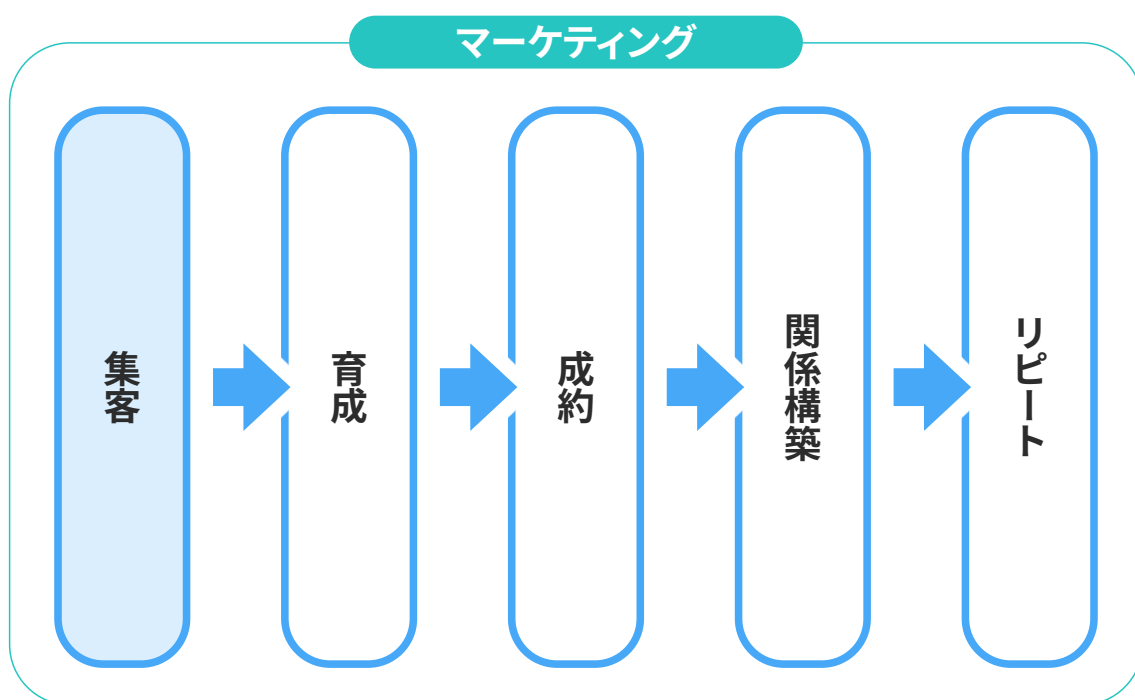 マーケティング
集客
育成
成約
関係構築
リピート